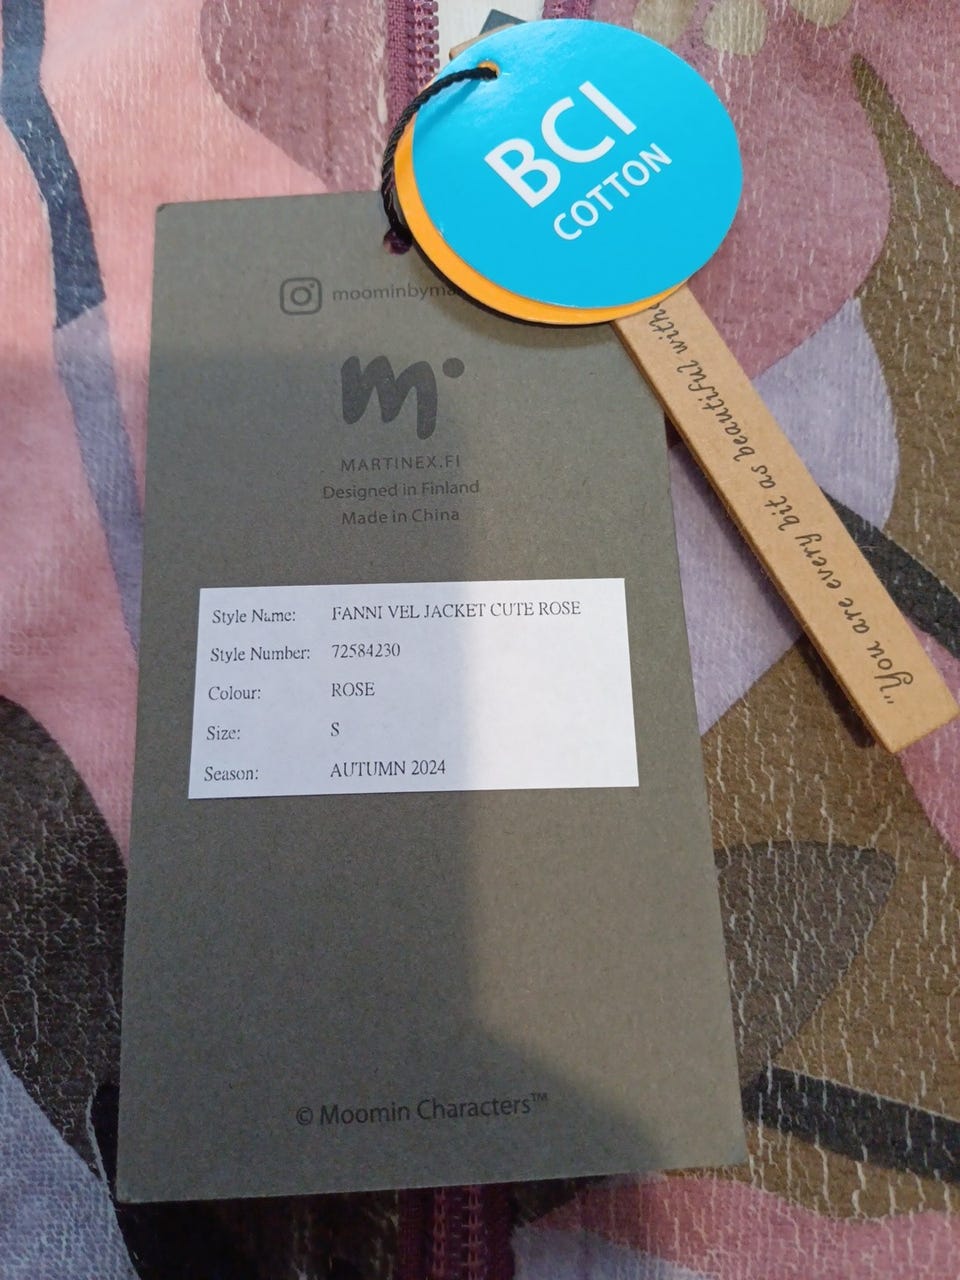 BCI
COTTON
moominbyma
MARTINEX.FI
Designed in Finland
Made in China
"You are every bit as beautiful with
Style Name: FANNI VEL JACKET CUTE ROSE
Style Number: 72584230
Colour: ROSE
Size: S
Season: AUTUMN 2024
© Moomin Characters™